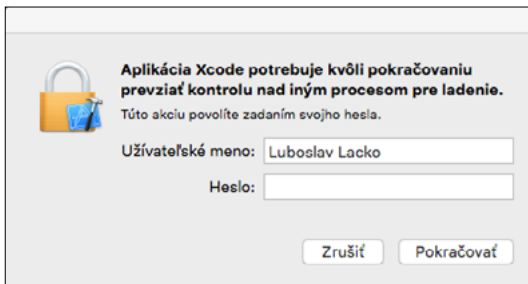 Aplikácia Xcode potrebuje kvôli pokračovaniu
prevziať kontrolu nad iným procesom pre ladenie.
Túto akciu povolíte zadaním svojho hesla.
Užívateľské meno: Luboslav Lacko
Heslo:
Zrušiť Pokračovať